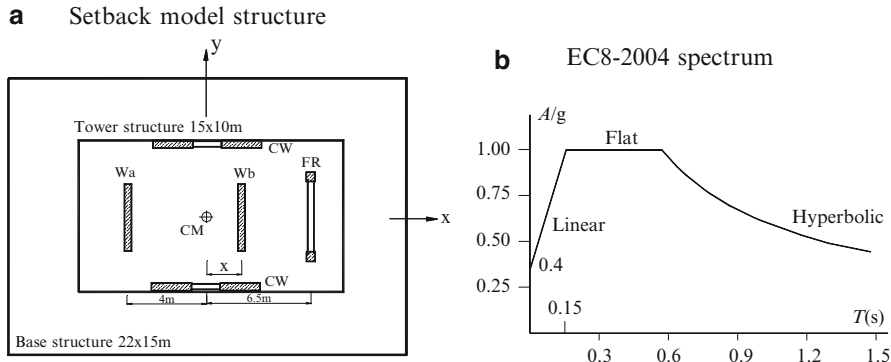 a Setback model structure
y
Tower structure 15x10m
CW
Wa
Wb
FR
CM
x
x
CW
4m
6.5m
Base structure 22x15m
b EC8-2004 spectrum
A/g
Flat
1.00
0.75
Hyperbolic
Linear
0.50
0.4
0.25
0.15
T(s)
0.3 0.6 0.9 1.2 1.5